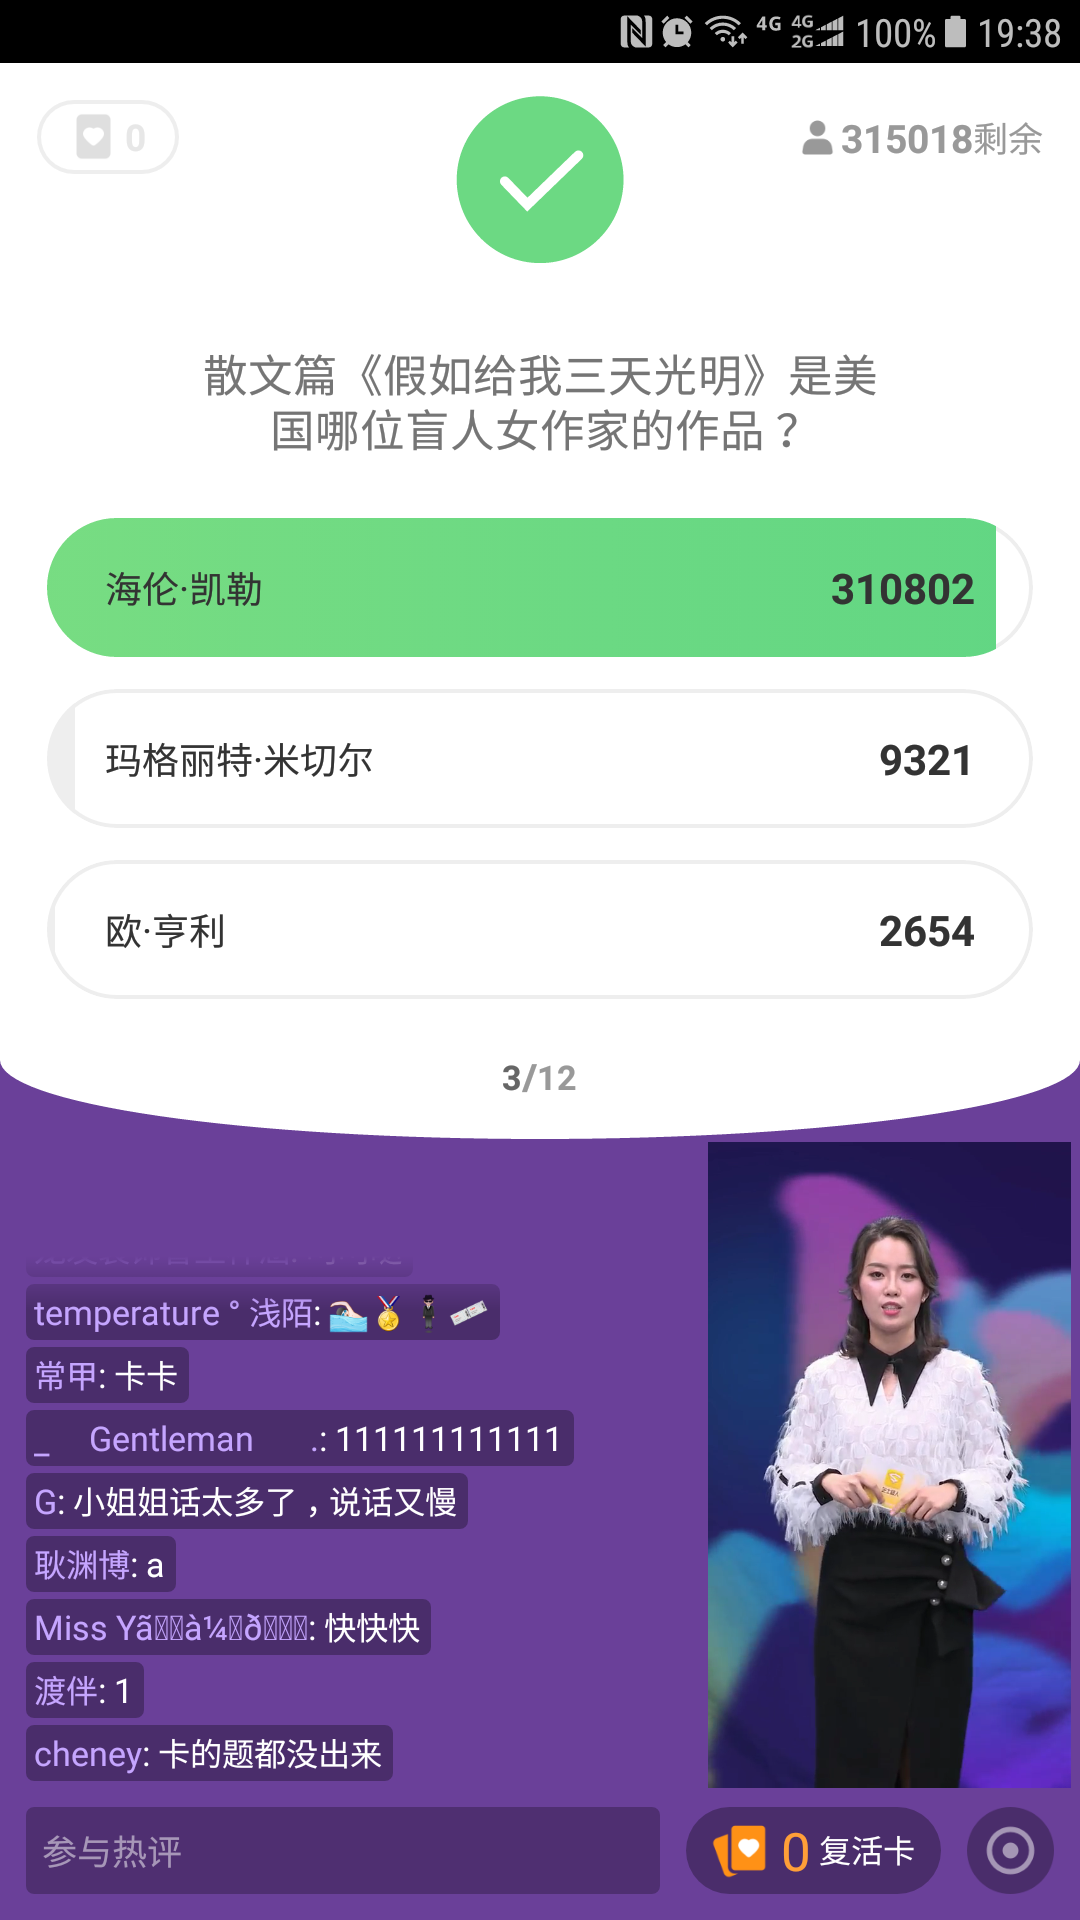 4G 4G 2G 100% 19:38
0
315018剩余
散文篇《假如给我三天光明》是美
国哪位盲人女作家的作品？
海伦·凯勒 310802
玛格丽特·米切尔 9321
欧·亨利 2654
3/12
temperature ° 浅陌:
常甲: 卡卡
_ Gentleman .: 111111111111
G: 小姐姐话太多了，说话又慢
耿渊博: a
Miss Yã à¼ ð : 快快快
渡伴: 1
cheney: 卡的题都没出来
参与热评
0 复活卡